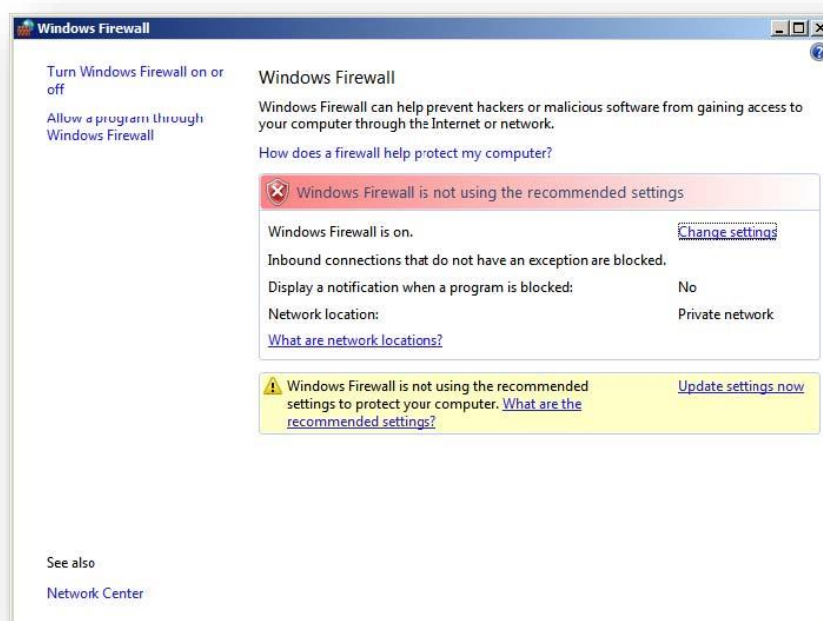 Windows Firewall
Turn Windows Firewall on or
off
Allow a program through
Windows Firewall
Windows Firewall
Windows Firewall can help prevent hackers or malicious software from gaining access to
your computer through the Internet or network.
How does a firewall help protect my computer?
Windows Firewall is not using the recommended settings
Windows Firewall is on.
Change settings
Inbound connections that do not have an exception are blocked.
Display a notification when a program is blocked:
No
Network location:
Private network
What are network locations?
Windows Firewall is not using the recommended
settings to protect your computer. What are the
recommended settings?
Update settings now
See also
Network Center